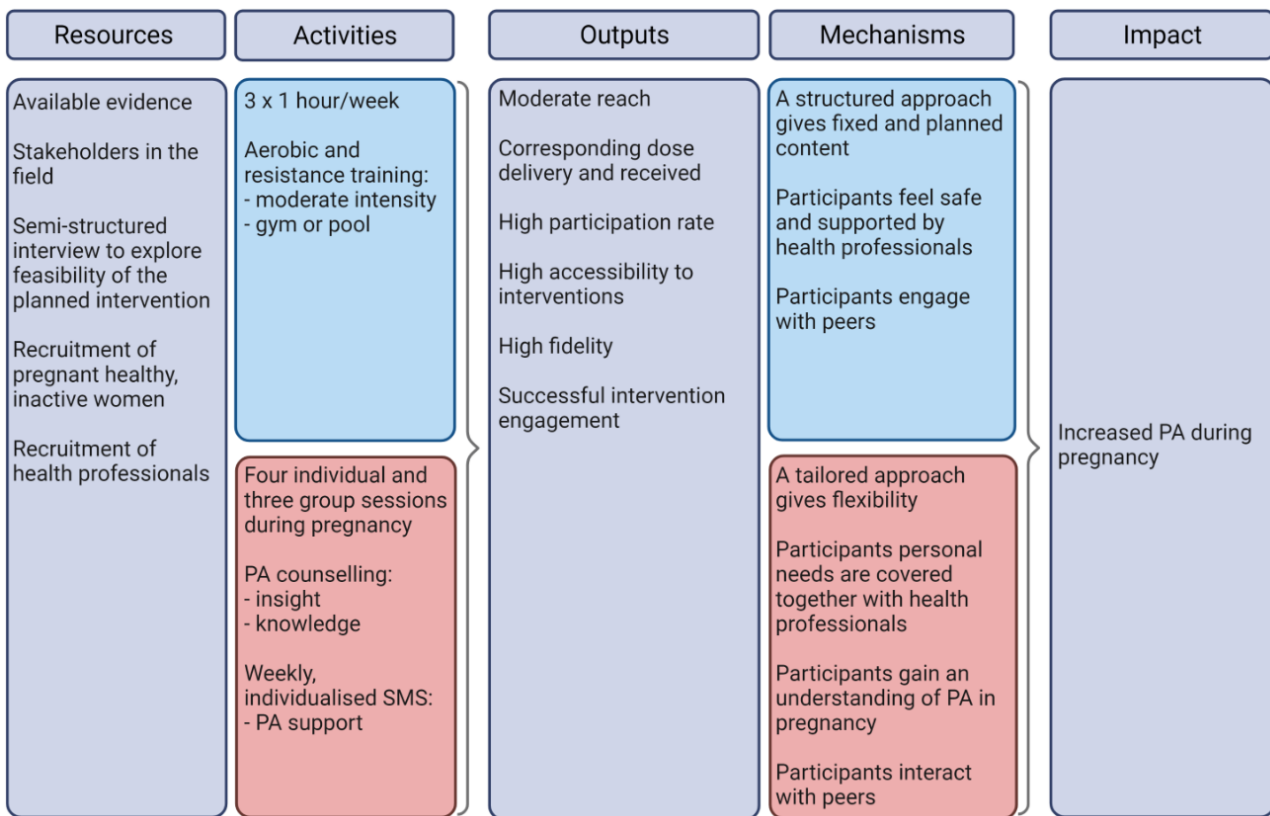 Resources
Activities
Outputs
Mechanisms
Impact
Available evidence
Stakeholders in the
field
Semi-structured
interview to explore
feasibility of the
planned intervention
Recruitment of
pregnant healthy,
inactive women
Recruitment of
health professionals
3 x 1 hour/week
Aerobic and
resistance training:
- moderate intensity
- gym or pool
Four individual and
three group sessions
during pregnancy
PA counselling:
- insight
- knowledge
Weekly,
individualised SMS:
- PA support
Moderate reach
Corresponding dose
delivery and received
High participation rate
High accessibility to
interventions
High fidelity
Successful intervention
engagement
A structured approach
gives fixed and planned
content
Participants feel safe
and supported by
health professionals
Participants engage
with peers
A tailored approach
gives flexibility
Participants personal
needs are covered
together with health
professionals
Participants gain an
understanding of PA in
pregnancy
Participants interact
with peers
Increased PA during
pregnancy